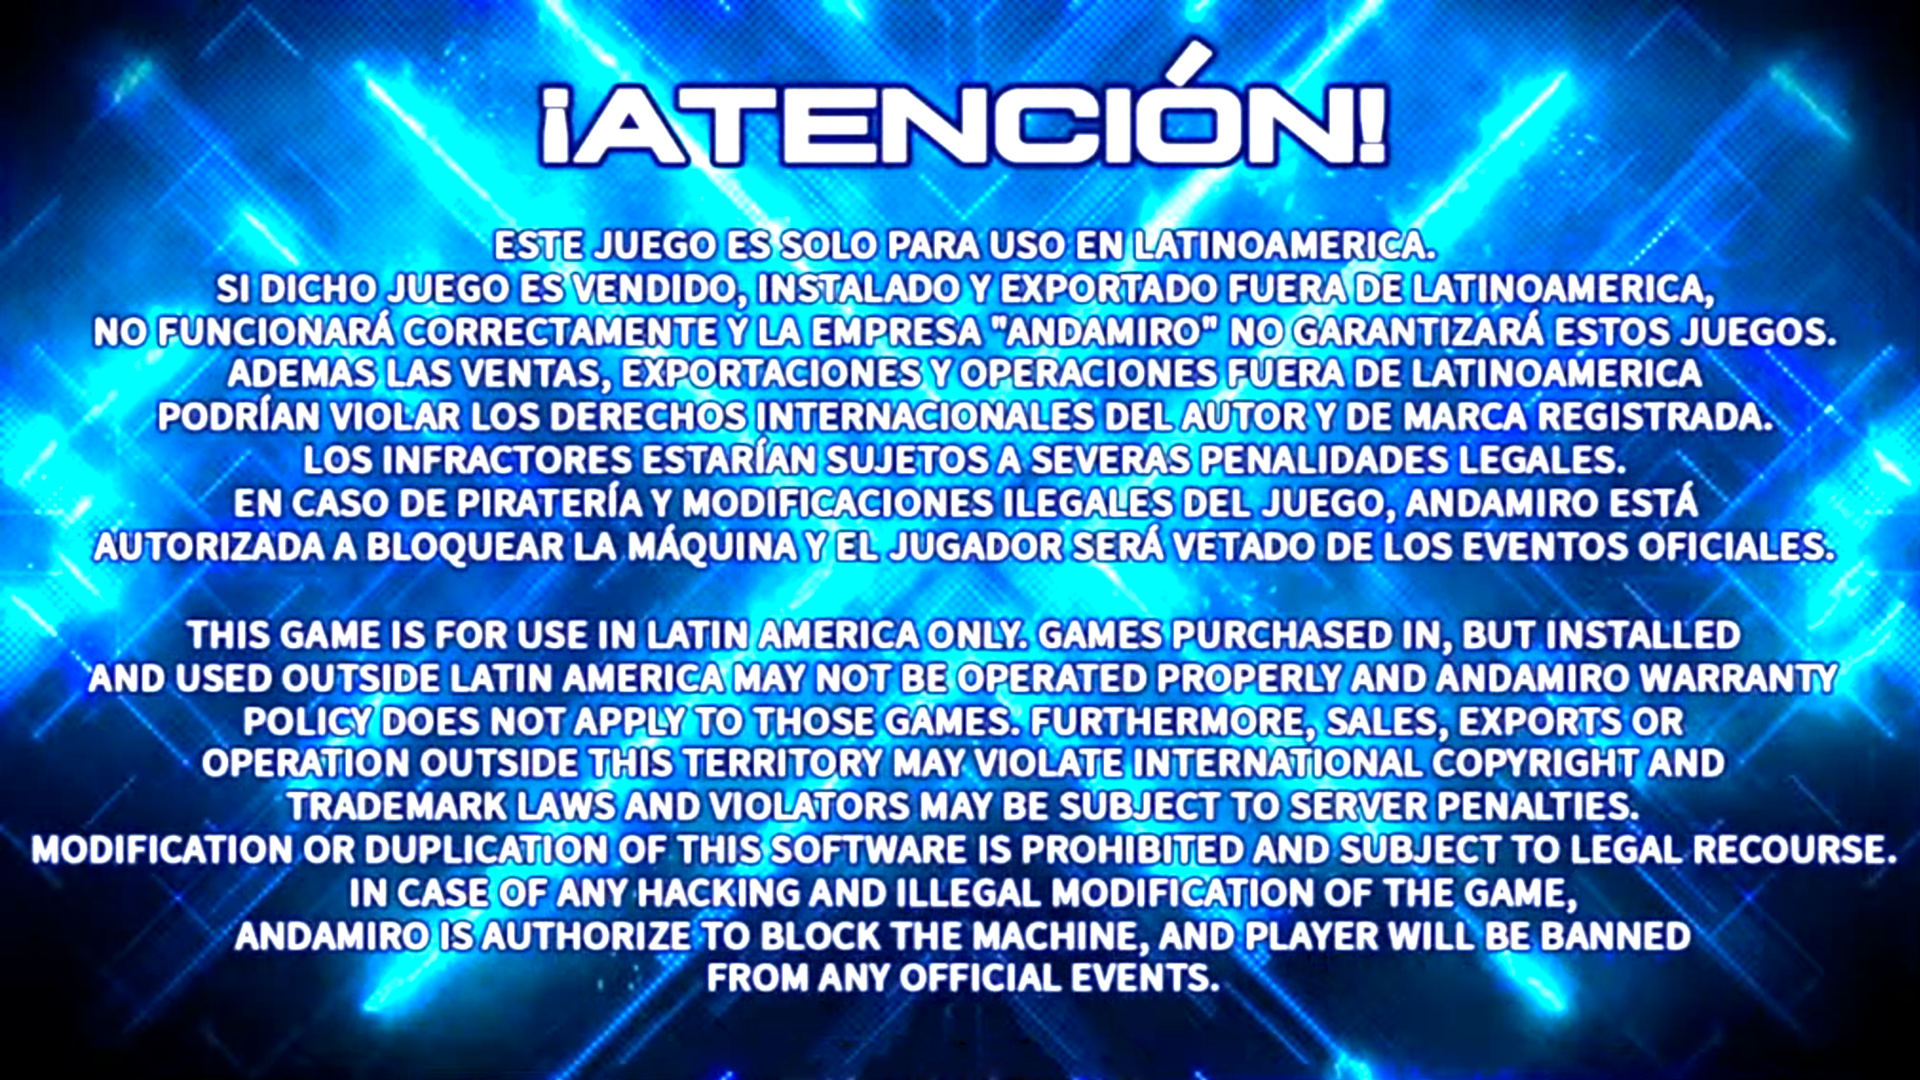 ¡ATENCIÓN!
ESTE JUEGO ES SOLO PARA USO EN LATINOAMERICA.
SI DICHO JUEGO ES VENDIDO, INSTALADO Y EXPORTADO FUERA DE LATINOAMERICA,
NO FUNCIONARÁ CORRECTAMENTE Y LA EMPRESA "ANDAMIRO" NO GARANTIZARÁ ESTOS JUEGOS.
ADEMAS LAS VENTAS, EXPORTACIONES Y OPERACIONES FUERA DE LATINOAMERICA
PODRÍAN VIOLAR LOS DERECHOS INTERNACIONALES DEL AUTOR Y DE MARCA REGISTRADA.
LOS INFRACTORES ESTARÍAN SUJETOS A SEVERAS PENALIDADES LEGALES.
EN CASO DE PIRATERÍA Y MODIFICACIONES ILEGALES DEL JUEGO, ANDAMIRO ESTÁ
AUTORIZADA A BLOQUEAR LA MÁQUINA Y EL JUGADOR SERÁ VETADO DE LOS EVENTOS OFICIALES.
THIS GAME IS FOR USE IN LATIN AMERICA ONLY. GAMES PURCHASED IN, BUT INSTALLED
AND USED OUTSIDE LATIN AMERICA MAY NOT BE OPERATED PROPERLY AND ANDAMIRO WARRANTY
POLICY DOES NOT APPLY TO THOSE GAMES. FURTHERMORE, SALES, EXPORTS OR
OPERATION OUTSIDE THIS TERRITORY MAY VIOLATE INTERNATIONAL COPYRIGHT AND
TRADEMARK LAWS AND VIOLATORS MAY BE SUBJECT TO SERVER PENALTIES.
MODIFICATION OR DUPLICATION OF THIS SOFTWARE IS PROHIBITED AND SUBJECT TO LEGAL RECOURSE.
IN CASE OF ANY HACKING AND ILLEGAL MODIFICATION OF THE GAME,
ANDAMIRO IS AUTHORIZE TO BLOCK THE MACHINE, AND PLAYER WILL BE BANNED
FROM ANY OFFICIAL EVENTS.